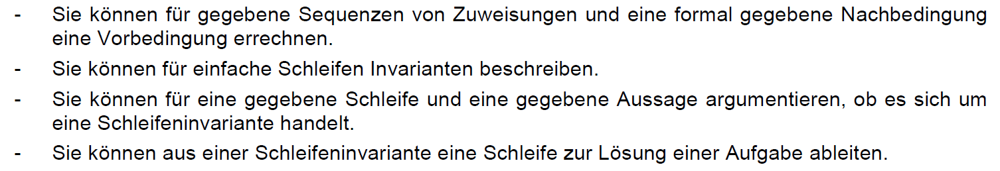 - Sie können für gegebene Sequenzen von Zuweisungen und eine formal gegebene Nachbedingung
eine Vorbedingung errechnen.
- Sie können für einfache Schleifen Invarianten beschreiben.
- Sie können für eine gegebene Schleife und eine gegebene Aussage argumentieren, ob es sich um
eine Schleifeninvariante handelt.
- Sie können aus einer Schleifeninvariante eine Schleife zur Lösung einer Aufgabe ableiten.